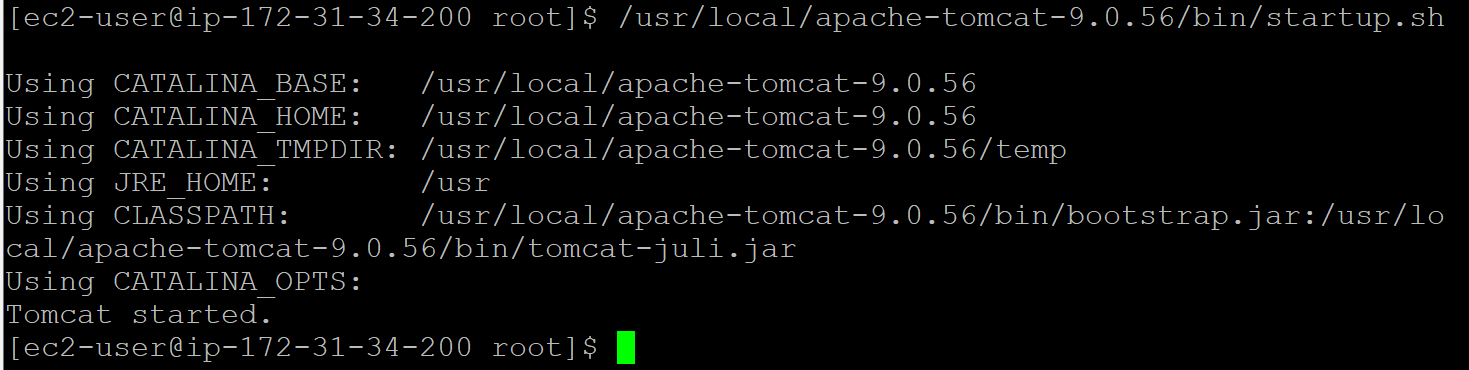 [ec2-user@ip-172-31-34-200 root]$ /usr/local/apache-tomcat-9.0.56/bin/startup.sh
Using CATALINA_BASE:   /usr/local/apache-tomcat-9.0.56
Using CATALINA_HOME:   /usr/local/apache-tomcat-9.0.56
Using CATALINA_TMPDIR: /usr/local/apache-tomcat-9.0.56/temp
Using JRE_HOME:        /usr
Using CLASSPATH:       /usr/local/apache-tomcat-9.0.56/bin/bootstrap.jar:/usr/lo
cal/apache-tomcat-9.0.56/bin/tomcat-juli.jar
Using CATALINA_OPTS:
Tomcat started.
[ec2-user@ip-172-31-34-200 root]$